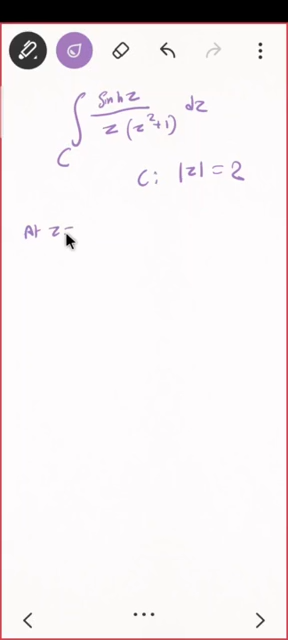 ∫_C sinh z / z(z²+1) dz
C: |z| = 2
At z =